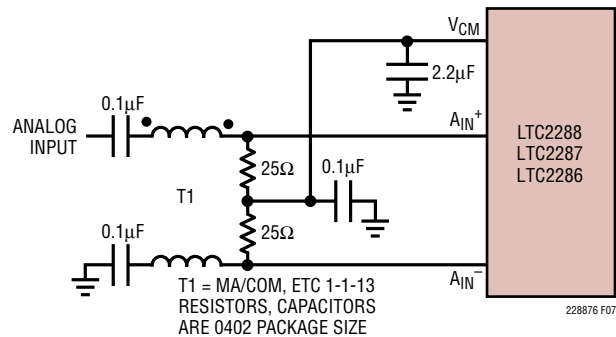 V_CM
2.2µF
0.1µF
ANALOG
INPUT
A_IN^+
LTC2288
LTC2287
LTC2286
25Ω
0.1µF
T1
25Ω
0.1µF
T1 = MA/COM, ETC 1-1-13
RESISTORS, CAPACITORS
ARE 0402 PACKAGE SIZE
A_IN^–
228876 F07